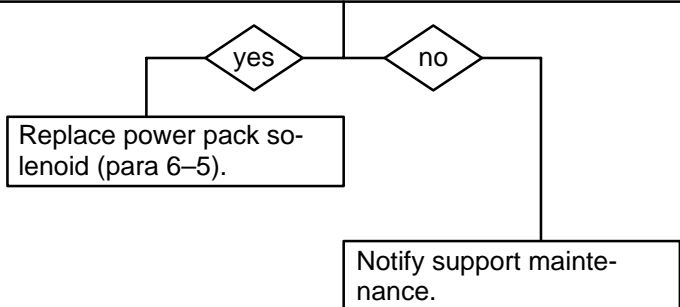 yes
no
Replace power pack so-
lenoid (para 6–5).
Notify support mainte-
nance.